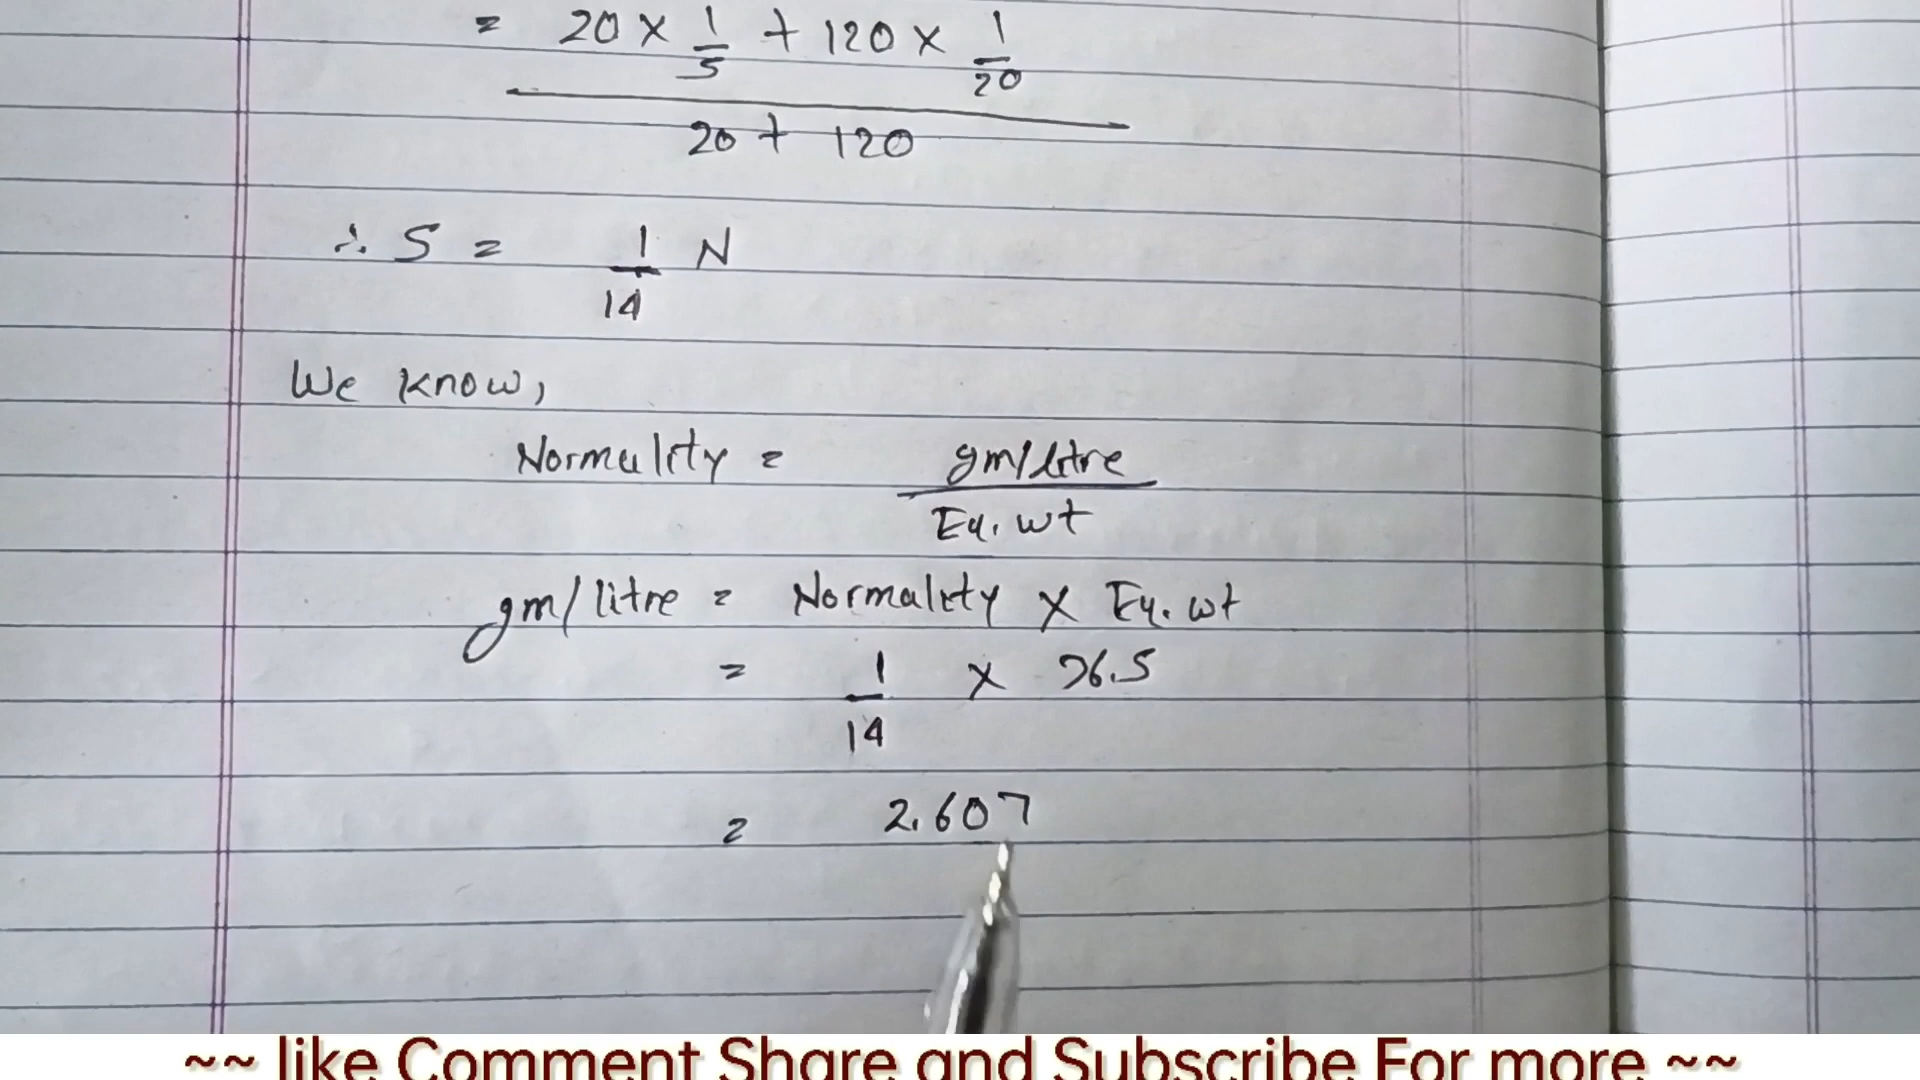 = 20 × 1/5 + 120 × 1/20
20 + 120
∴ S = 1/14 N
We know,
Normality = gm/litre
Eq. wt
gm/litre = Normality × Eq. wt
= 1/14 × 36.5
= 2.607
~~ like Comment Share and Subscribe For more ~~